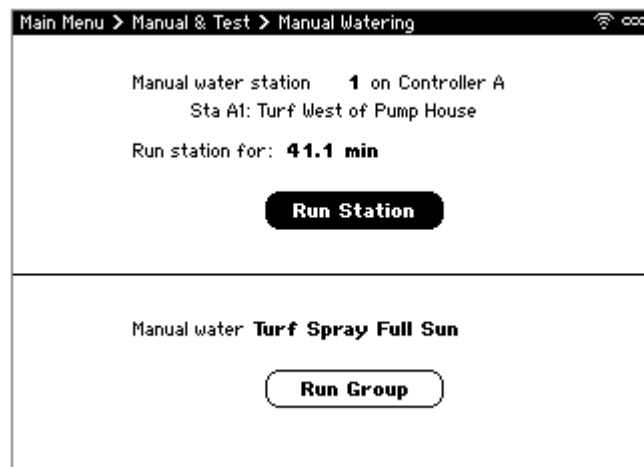 Main Menu > Manual & Test > Manual Watering
Manual water station 1 on Controller A
Sta A1: Turf West of Pump House
Run station for: 41.1 min
Run Station
Manual water Turf Spray Full Sun
Run Group